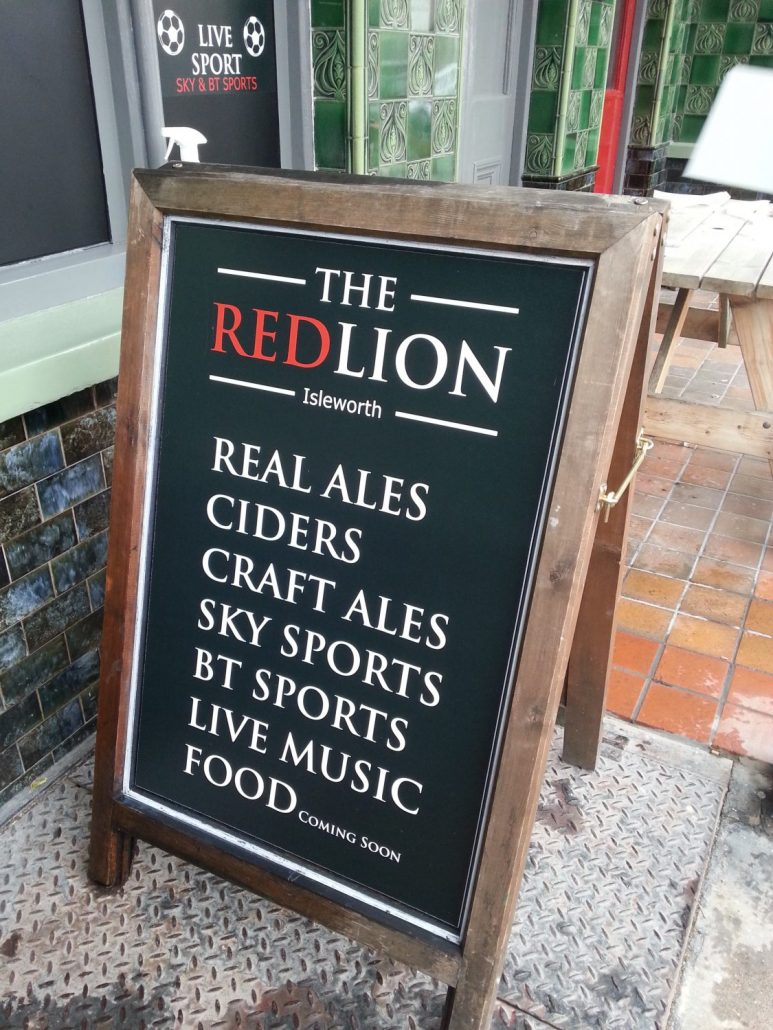 LIVE
SPORT
SKY & BT SPORTS
THE
REDLION
Isleworth
REAL ALES
CIDERS
CRAFT ALES
SKY SPORTS
BT SPORTS
LIVE MUSIC
FOOD COMING SOON